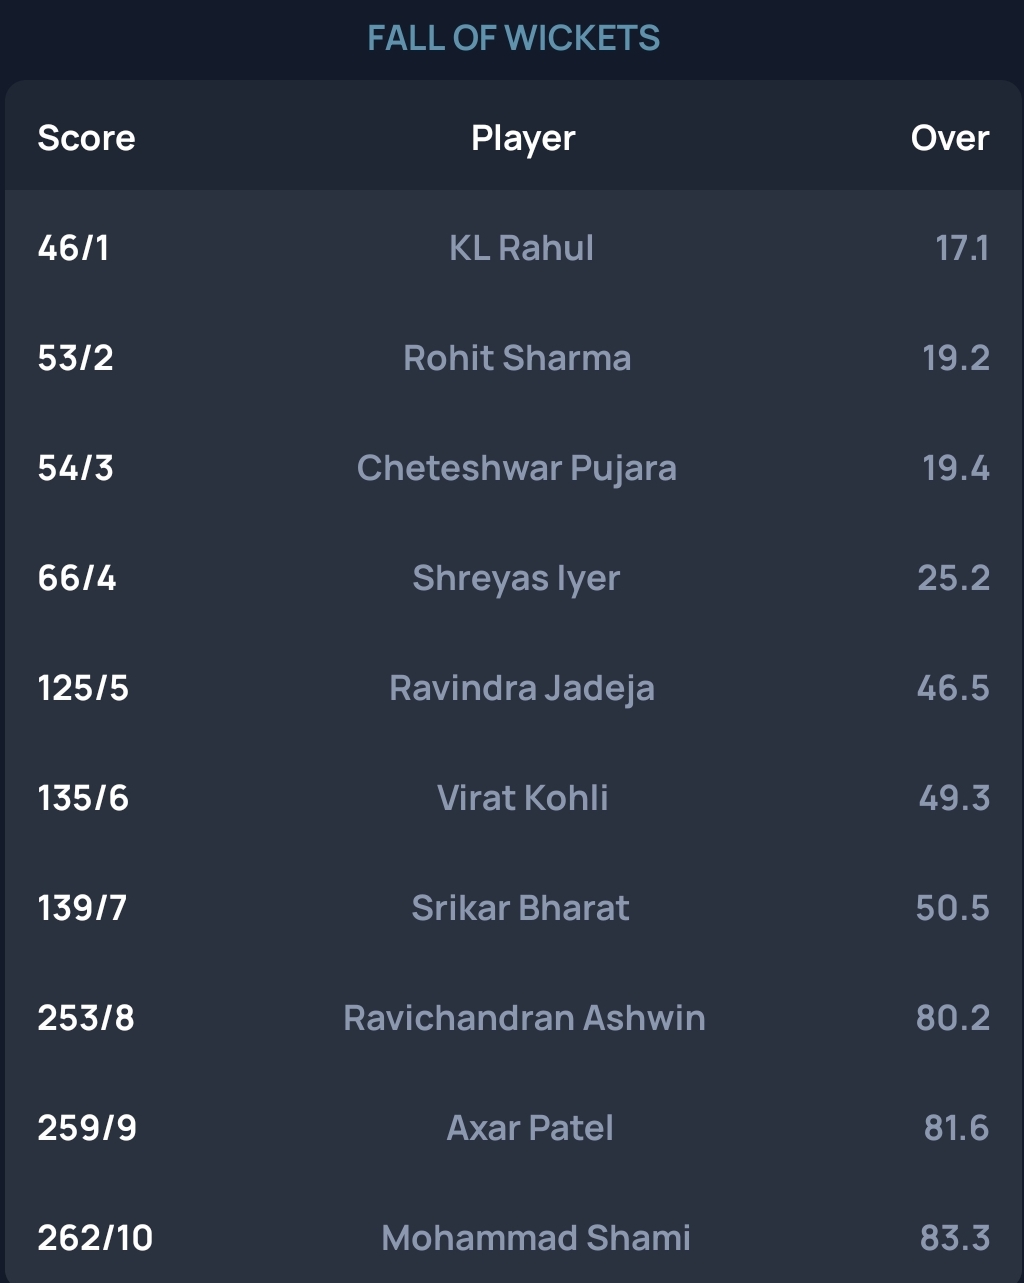 FALL OF WICKETS
Score Player Over
46/1 KL Rahul 17.1
53/2 Rohit Sharma 19.2
54/3 Cheteshwar Pujara 19.4
66/4 Shreyas Iyer 25.2
125/5 Ravindra Jadeja 46.5
135/6 Virat Kohli 49.3
139/7 Srikar Bharat 50.5
253/8 Ravichandran Ashwin 80.2
259/9 Axar Patel 81.6
262/10 Mohammad Shami 83.3